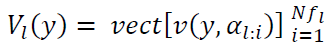 V_l(y) = vect[v(y, α_{l:i})]_{i=1}^{Nf_l}